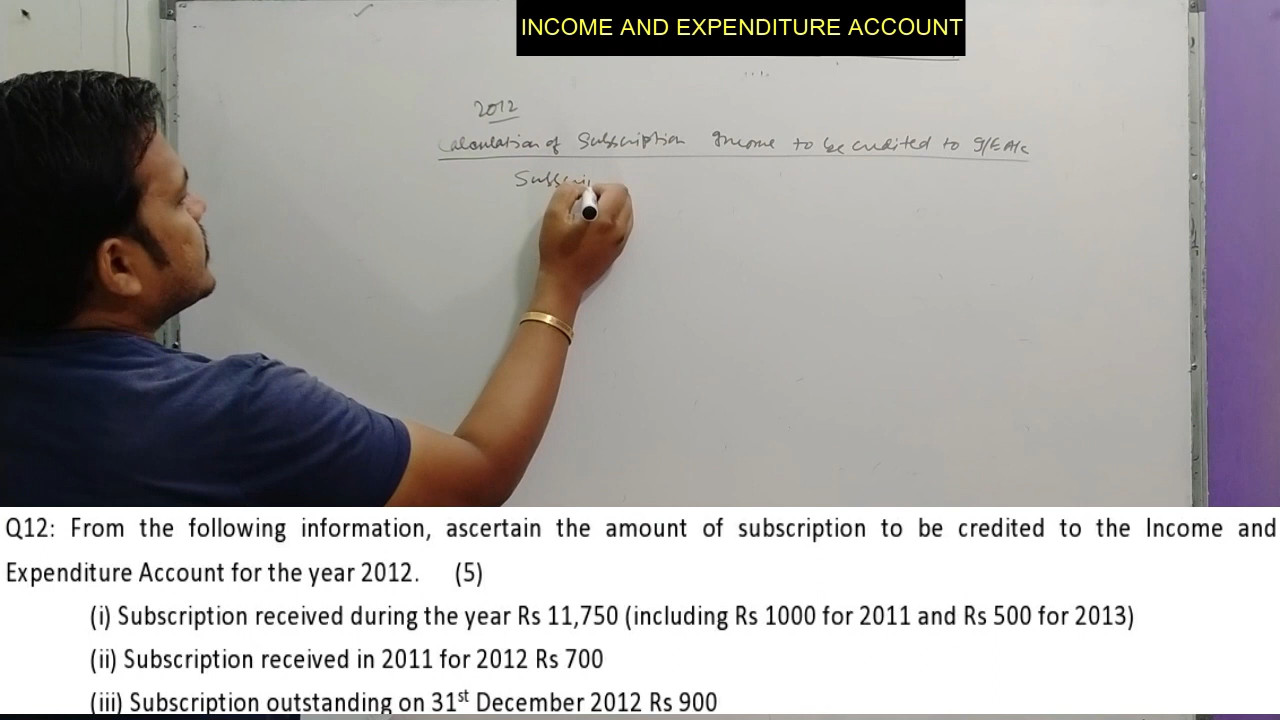 INCOME AND EXPENDITURE ACCOUNT
2012
Calculation of Subscription Income to be credited to I/E A/c
Subscri
Q12: From the following information, ascertain the amount of subscription to be credited to the Income and
Expenditure Account for the year 2012. (5)
(i) Subscription received during the year Rs 11,750 (including Rs 1000 for 2011 and Rs 500 for 2013)
(ii) Subscription received in 2011 for 2012 Rs 700
(iii) Subscription outstanding on 31st December 2012 Rs 900